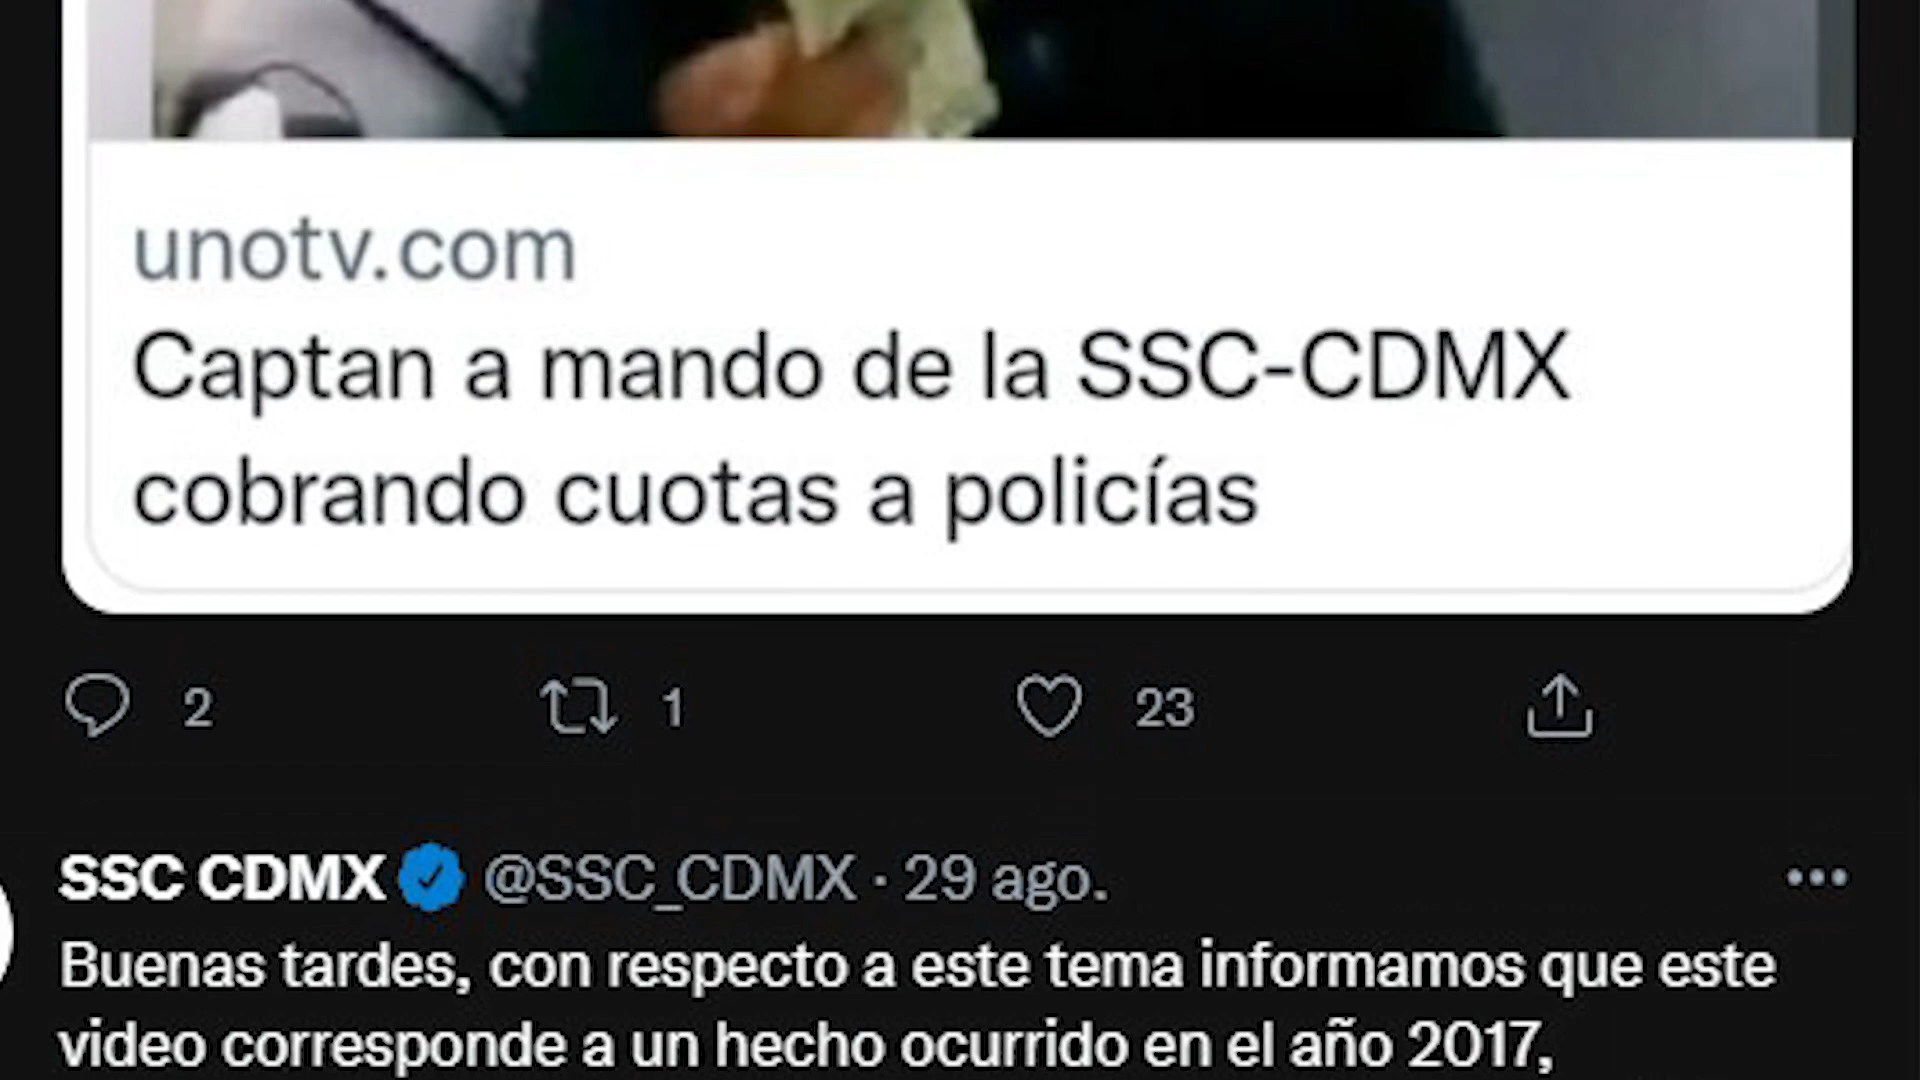 unotv.com
Captan a mando de la SSC-CDMX
cobrando cuotas a policías
2 1 23
SSC CDMX @SSC_CDMX · 29 ago.
Buenas tardes, con respecto a este tema informamos que este
video corresponde a un hecho ocurrido en el año 2017,